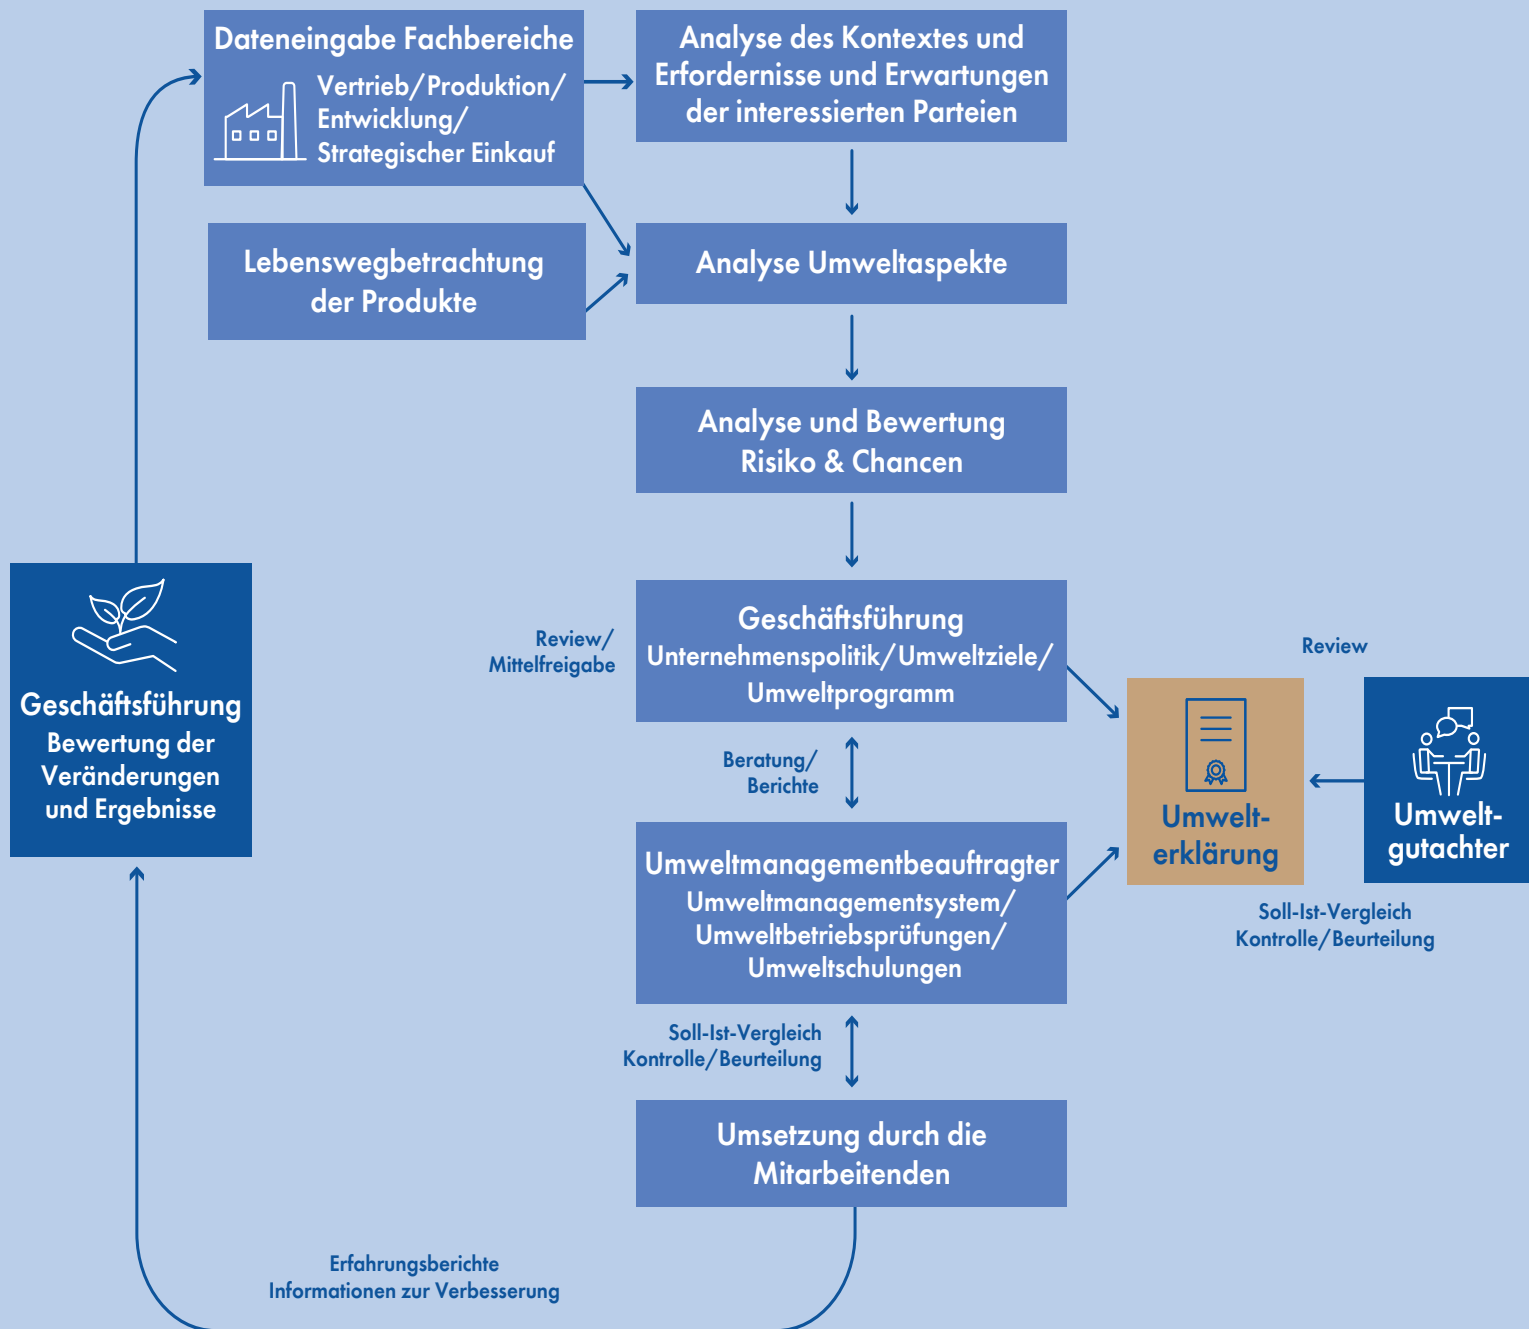 Dateneingabe Fachbereiche
Vertrieb/Produktion/
Entwicklung/
Strategischer Einkauf
Analyse des Kontextes und
Erfordernisse und Erwartungen
der interessierten Parteien
Lebenswegbetrachtung
der Produkte
Analyse Umweltaspekte
Analyse und Bewertung
Risiko & Chancen
Geschäftsführung
Bewertung der
Veränderungen
und Ergebnisse
Review/
Mittelfreigabe
Geschäftsführung
Unternehmenspolitik/Umweltziele/
Umweltprogramm
Beratung/
Berichte
Umweltmanagementbeauftragter
Umweltmanagementsystem/
Umweltbetriebsprüfungen/
Umweltschulungen
Review
Umwelt-
erklärung
Umwelt-
gutachter
Soll-Ist-Vergleich
Kontrolle/Beurteilung
Soll-Ist-Vergleich
Kontrolle/Beurteilung
Umsetzung durch die
Mitarbeitenden
Erfahrungsberichte
Informationen zur Verbesserung